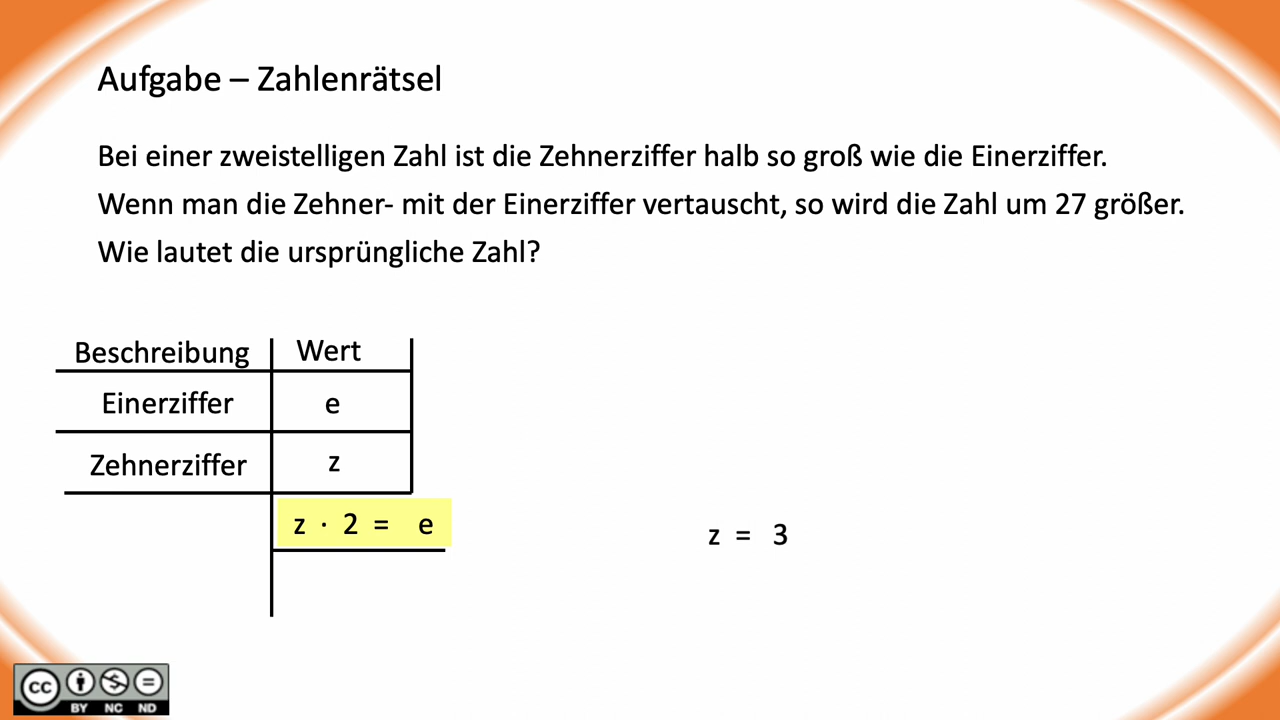 Aufgabe – Zahlenrätsel
Bei einer zweistelligen Zahl ist die Zehnerziffer halb so groß wie die Einerziffer.
Wenn man die Zehner- mit der Einerziffer vertauscht, so wird die Zahl um 27 größer.
Wie lautet die ursprüngliche Zahl?
Beschreibung Wert
Einerziffer e
Zehnerziffer z
z · 2 = e
z = 3
cc
BY NC ND